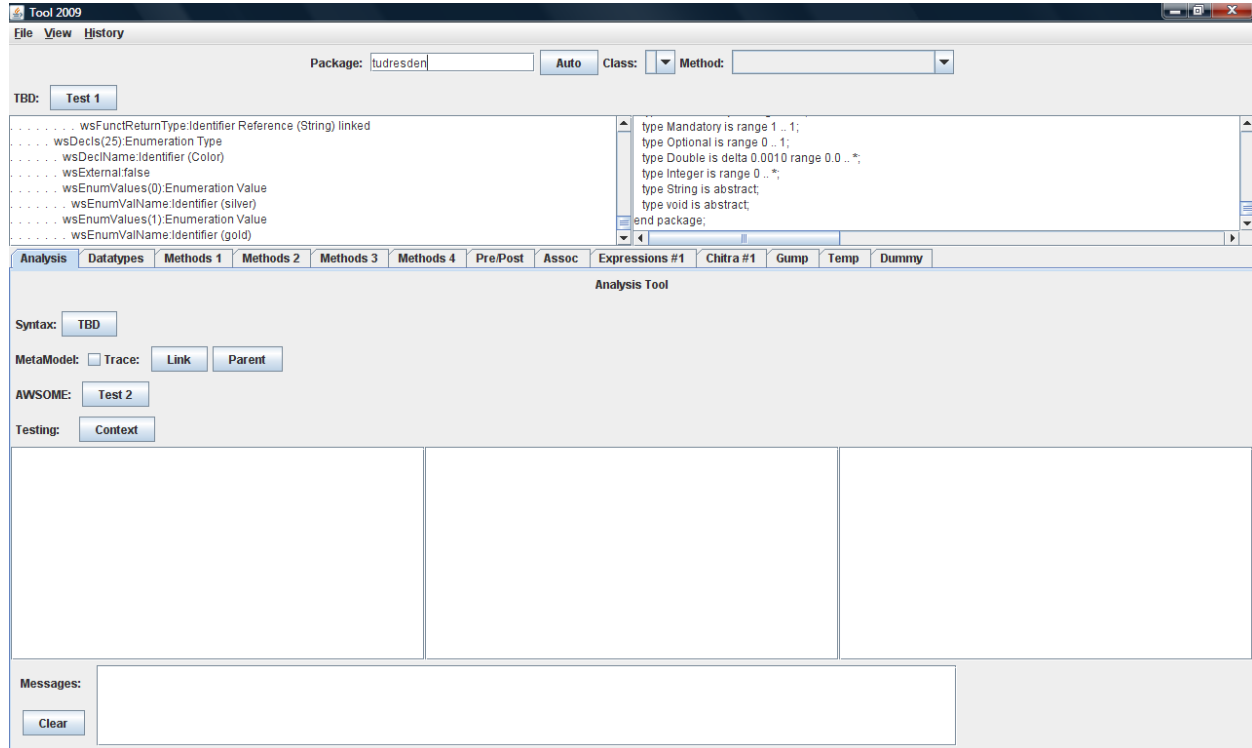 Tool 2009
File View History
Package: tudresden Auto Class: Method:
TBD: Test 1
. . . . . . . . wsFunctReturnType:Identifier Reference (String) linked
. . . . . wsDecls(25):Enumeration Type
. . . . . . wsDeclName:Identifier (Color)
. . . . . . wsExternal:false
. . . . . . wsEnumValues(0):Enumeration Value
. . . . . . . wsEnumValName:Identifier (silver)
. . . . . . wsEnumValues(1):Enumeration Value
. . . . . . . wsEnumValName:Identifier (gold)
type Mandatory is range 1 .. 1;
type Optional is range 0 .. 1;
type Double is delta 0.0010 range 0.0 .. *;
type Integer is range 0 .. *;
type String is abstract;
type void is abstract;
end package;
Analysis Datatypes Methods 1 Methods 2 Methods 3 Methods 4 Pre/Post Assoc Expressions #1 Chitra #1 Gump Temp Dummy
Analysis Tool
Syntax: TBD
MetaModel: Trace: Link Parent
AWSOME: Test 2
Testing: Context
Messages:
Clear